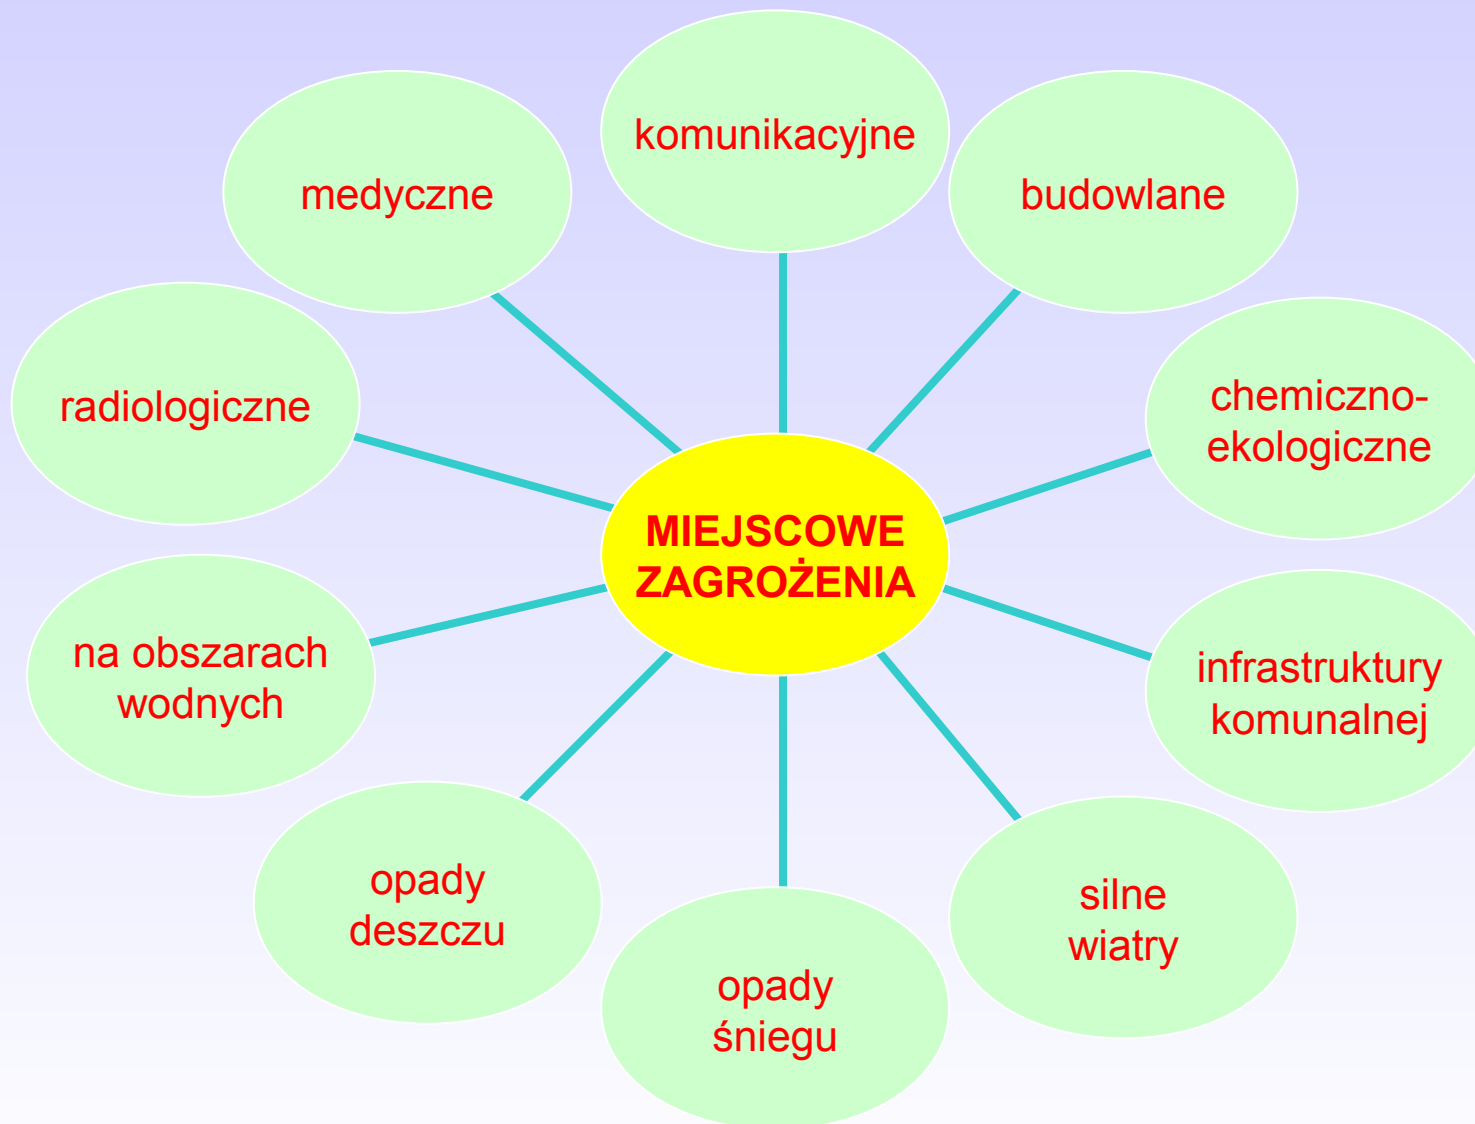 komunikacyjne
medyczne
budowlane
radiologiczne
chemiczno-
ekologiczne
MIEJSCOWE
ZAGROŻENIA
na obszarach
wodnych
infrastruktury
komunalnej
opady
deszczu
silne
wiatry
opady
śniegu